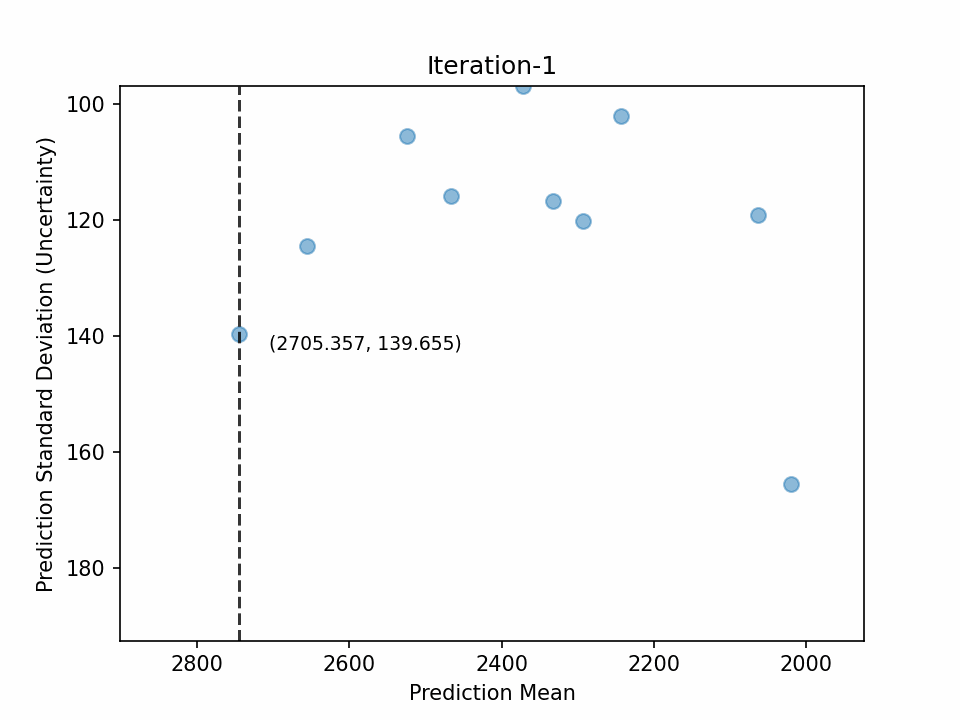 Iteration-1
100
120
140
160
180
Prediction Standard Deviation (Uncertainty)
(2705.357, 139.655)
2800 2600 2400 2200 2000
Prediction Mean